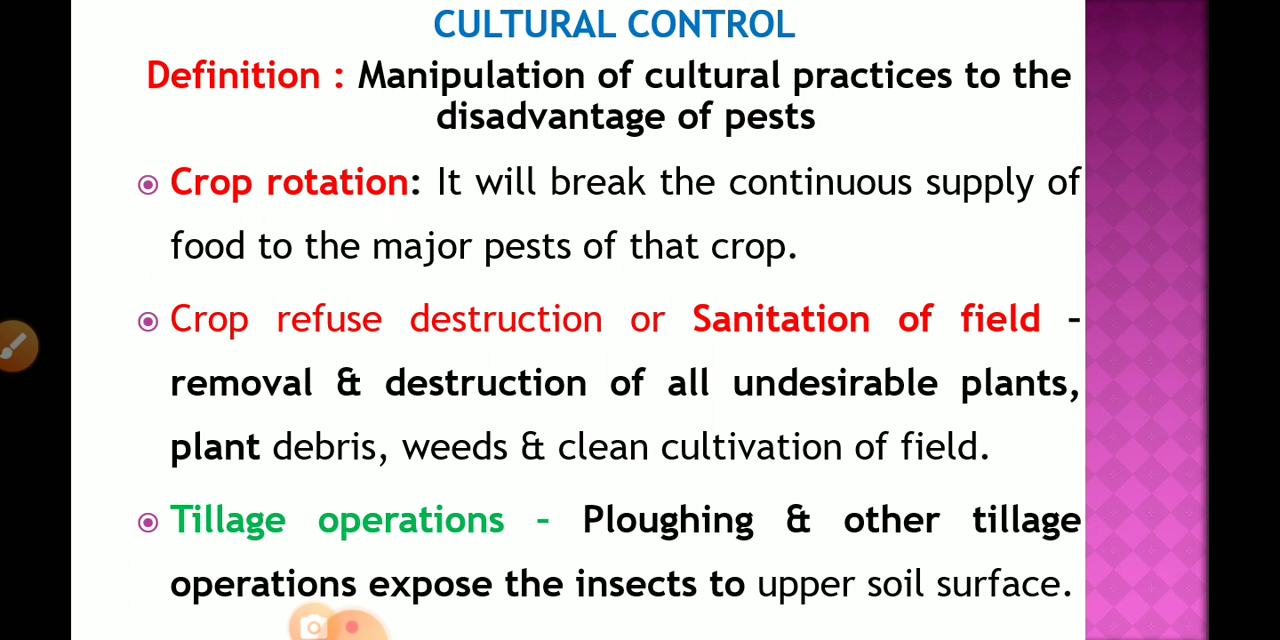 CULTURAL CONTROL
Definition : Manipulation of cultural practices to the
disadvantage of pests
Crop rotation: It will break the continuous supply of
food to the major pests of that crop.
Crop refuse destruction or Sanitation of field –
removal & destruction of all undesirable plants,
plant debris, weeds & clean cultivation of field.
Tillage operations – Ploughing & other tillage
operations expose the insects to upper soil surface.